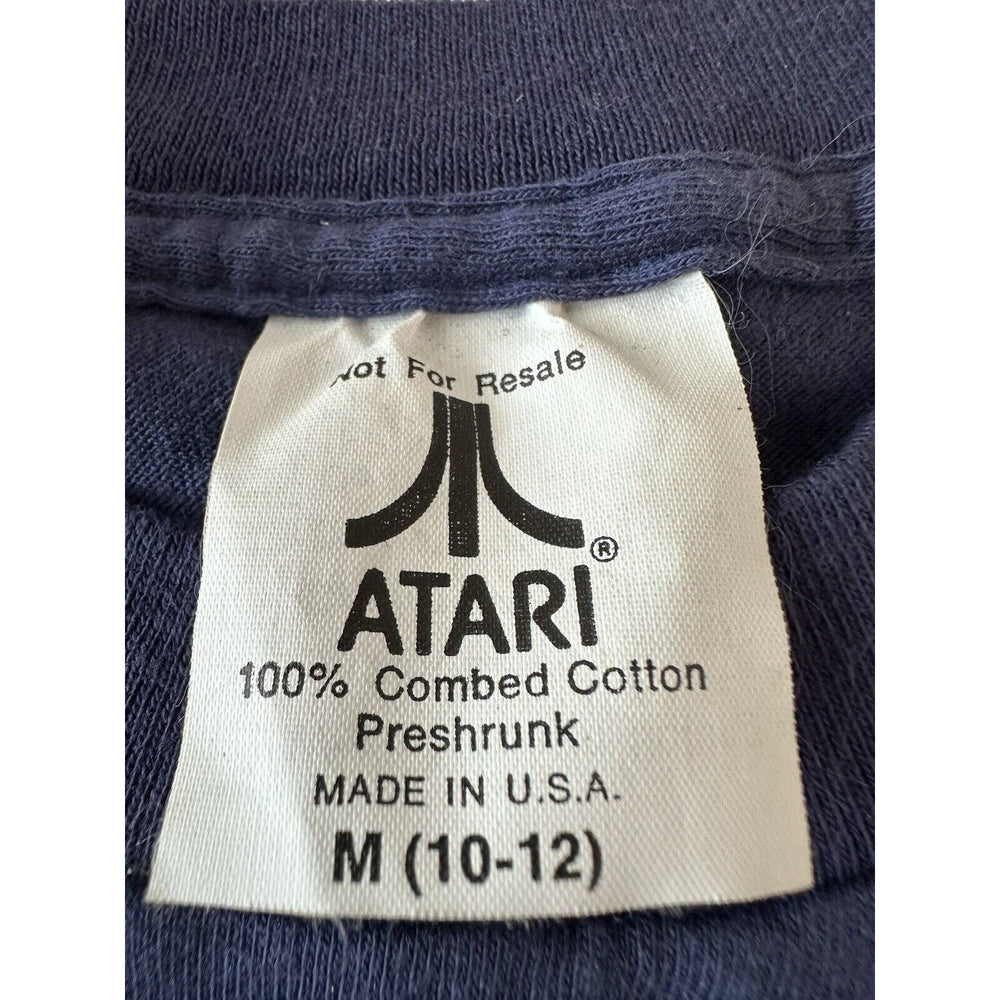 Not For Resale
ATARI®
100% Combed Cotton
Preshrunk
MADE IN U.S.A.
M (10-12)